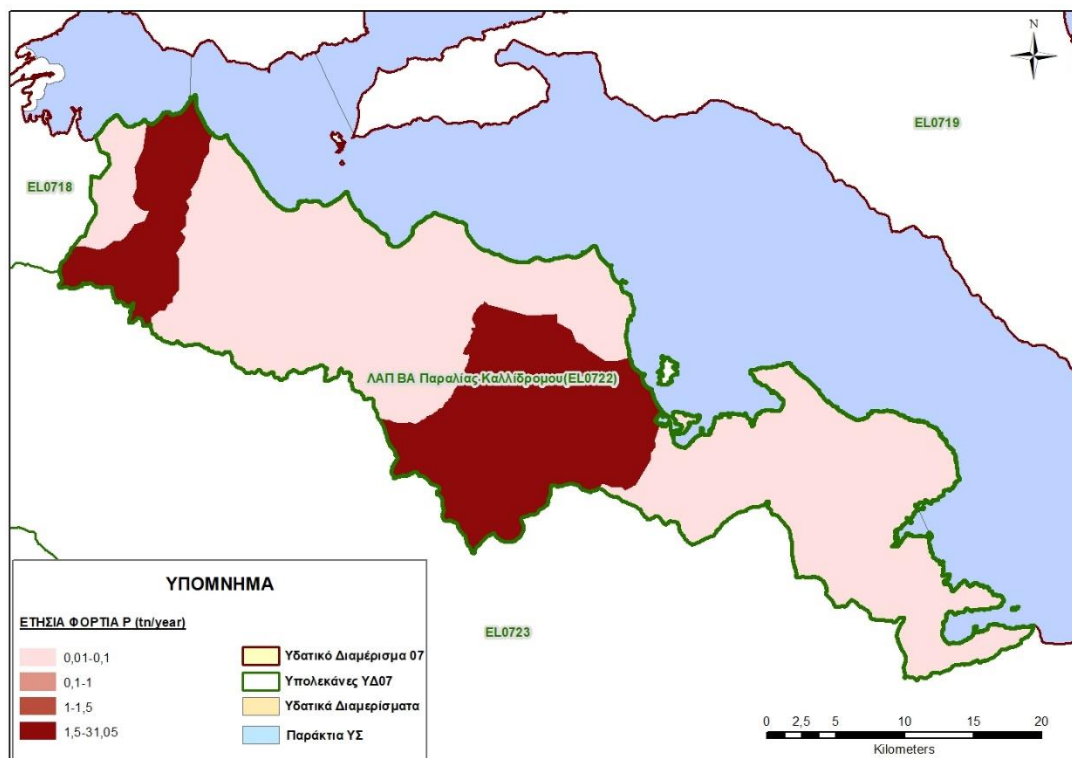 N
EL0719
EL0718
ΛΑΠ ΒΑ Παραλίας Καλλίδρομου(EL0722)
EL0723
ΥΠΟΜΝΗΜΑ
ΕΤΗΣΙΑ ΦΟΡΤΙΑ P (tn/year)
0,01-0,1
0,1-1
1-1,5
1,5-31,05
Υδατικό Διαμέρισμα 07
Υπολεκάνες ΥΔ07
Υδατικά Διαμερίσματα
Παράκτια ΥΣ
0 2,5 5 10 15 20
Kilometers